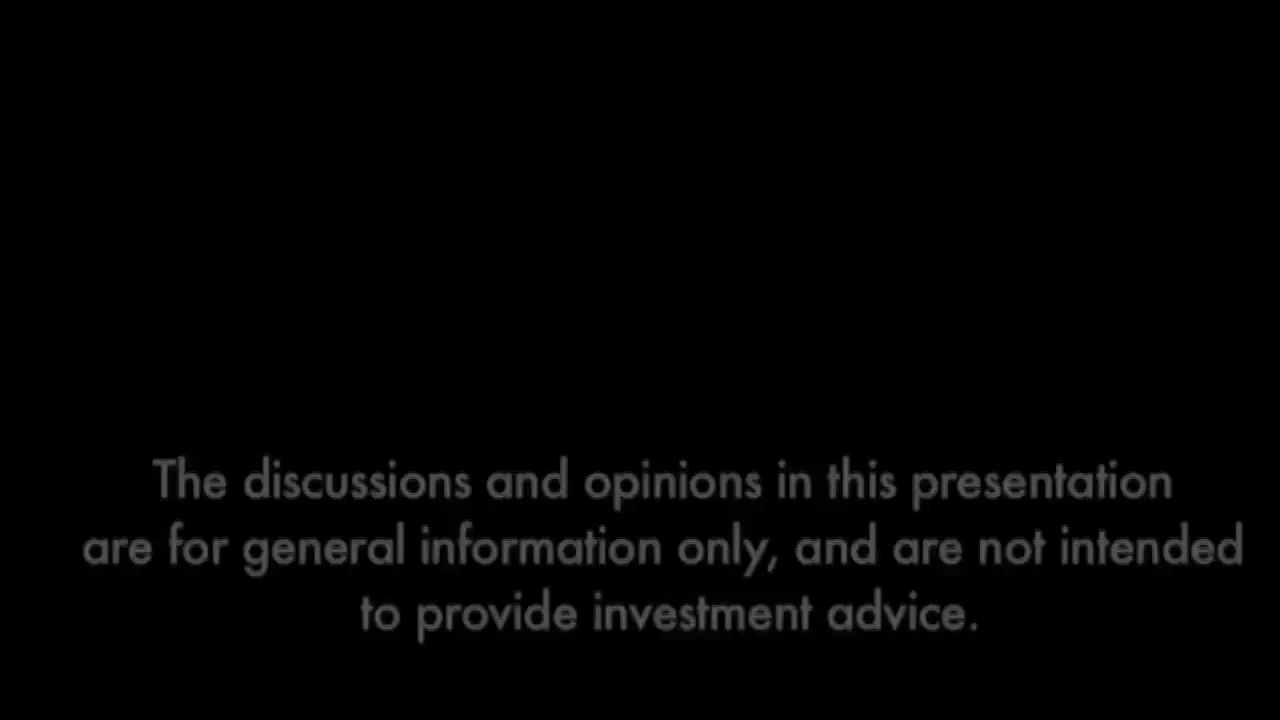 The discussions and opinions in this presentation
are for general information only, and are not intended
to provide investment advice.